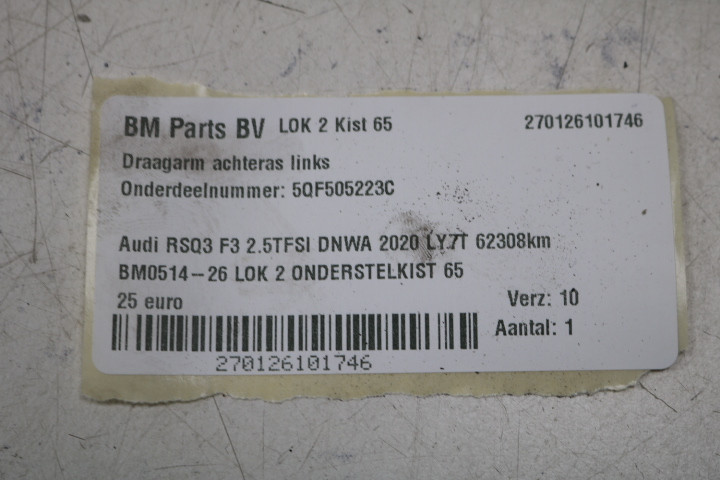 BM Parts BV LOK 2 Kist 65 270126101746
Draagarm achteras links
Onderdeelnummer: 5QF505223C
Audi RSQ3 F3 2.5TFSI DNWA 2020 LY7T 62308km
BM0514-26 LOK 2 ONDERSTELKIST 65
25 euro Verz: 10
Aantal: 1
270126101746